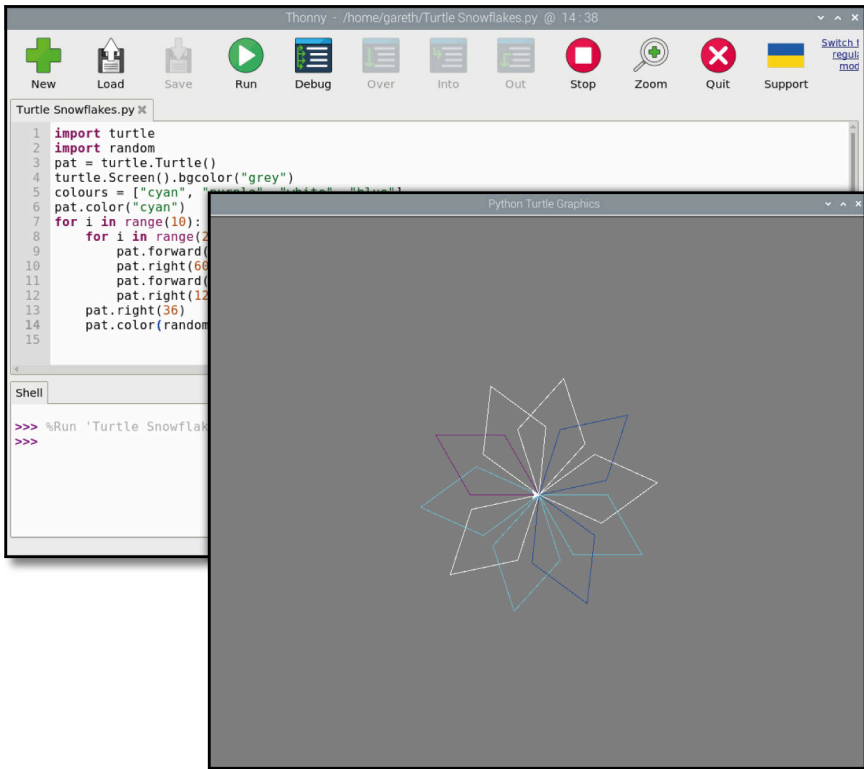 Thonny - /home/gareth/Turtle Snowflakes.py @ 14:38
New Load Save Run Debug Over Into Out Stop Zoom Quit Support
Switch t
regula
mod
Turtle Snowflakes.py
1 import turtle
2 import random
3 pat = turtle.Turtle()
4 turtle.Screen().bgcolor("grey")
5 colours = ["cyan", "purple", "white", "blue"]
6 pat.color("cyan")
7 for i in range(10):
8 for i in range(2
9 pat.forward(
10 pat.right(60
11 pat.forward(
12 pat.right(12
13 pat.right(36)
14 pat.color(random
15
Python Turtle Graphics
Shell
>>> %Run 'Turtle Snowflak
>>>